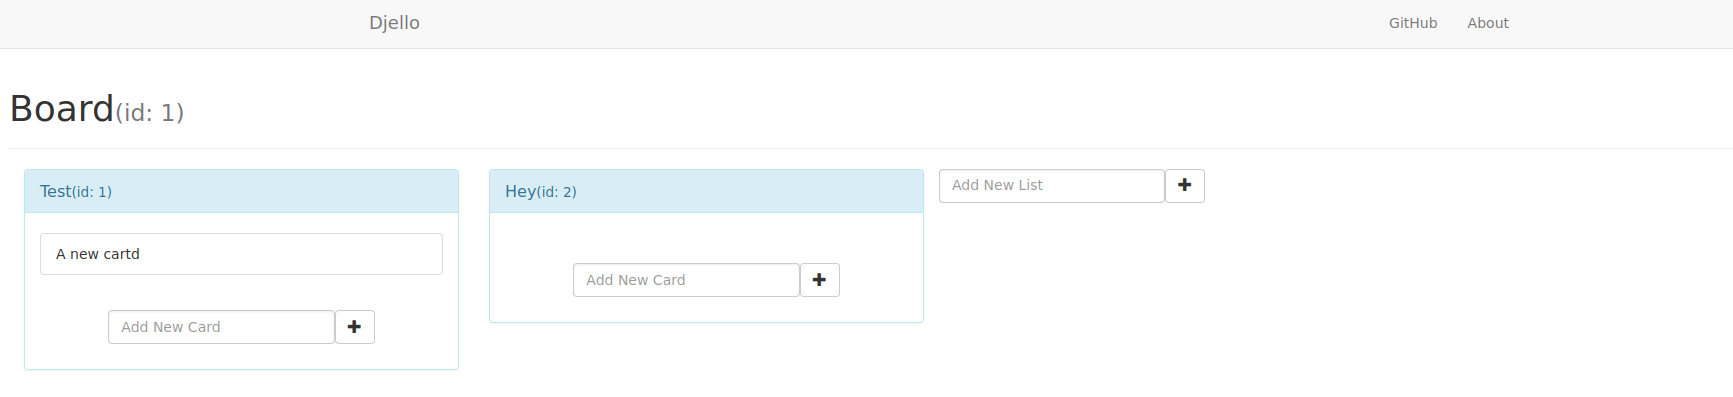 Djello
GitHub
About
Board(id: 1)
Test(id: 1)
A new cartd
Add New Card
Hey(id: 2)
Add New Card
Add New List